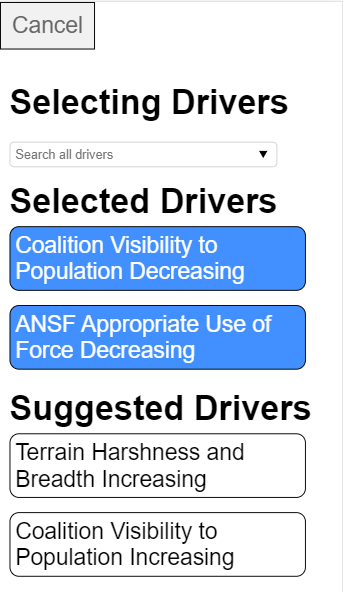 Cancel
Selecting Drivers
Search all drivers
Selected Drivers
Coalition Visibility to
Population Decreasing
ANSF Appropriate Use of
Force Decreasing
Suggested Drivers
Terrain Harshness and
Breadth Increasing
Coalition Visibility to
Population Increasing